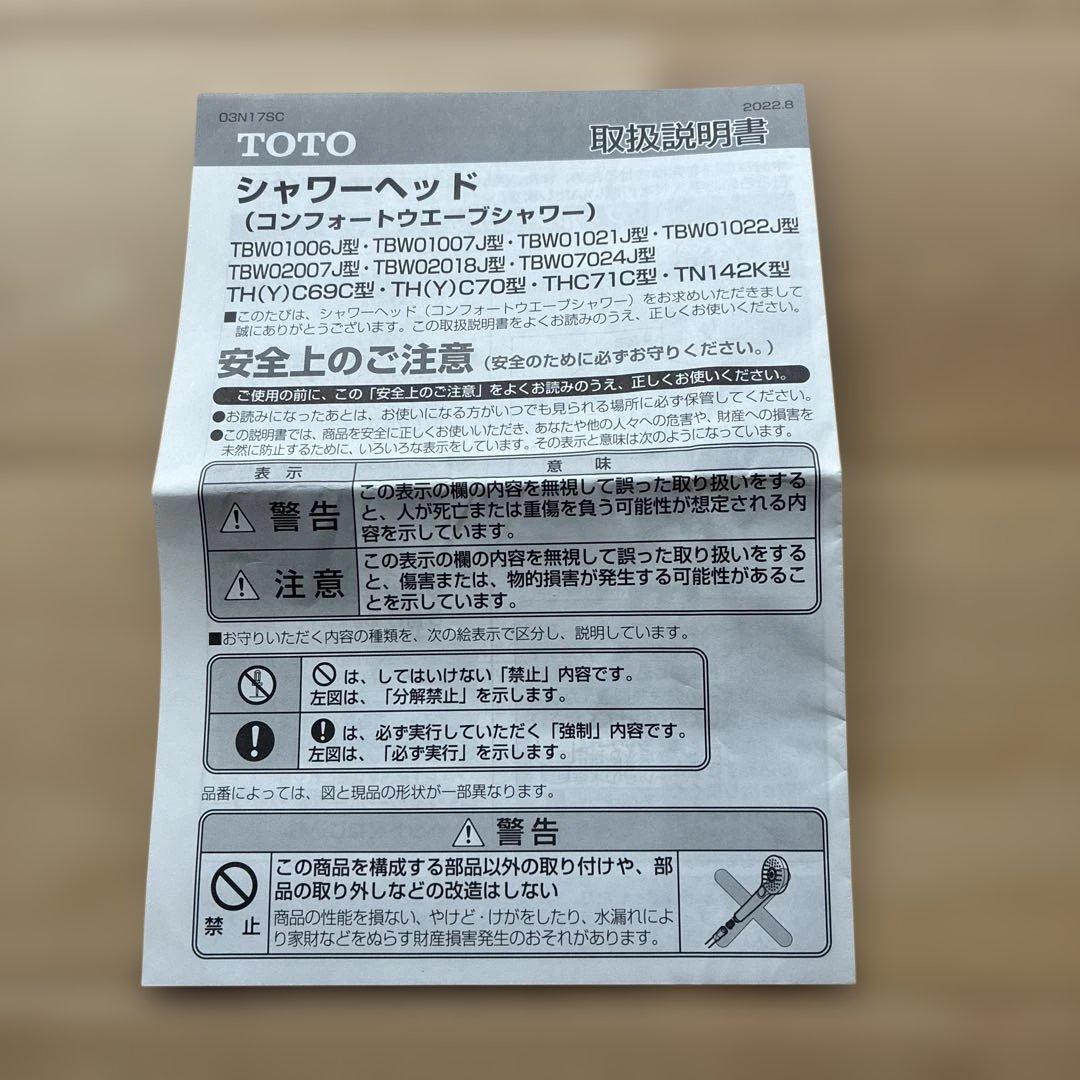 03N17SC
2022.8
TOTO
取扱説明書
シャワーヘッド
（コンフォートウエーブシャワー）
TBW01006J型・TBW01007J型・TBW01021J型・TBW01022J型
TBW02007J型・TBW02018J型・TBW07024J型
TH(Y)C69C型・TH(Y)C70型・THC71C型・TN142K型
■このたびは、シャワーヘッド（コンフォートウエーブシャワー）をお求めいただきまして
誠にありがとうございます。この取扱説明書をよくお読みのうえ、正しくお使いください。
安全上のご注意（安全のために必ずお守りください。）
ご使用の前に、この「安全上のご注意」をよくお読みのうえ、正しくお使いください。
●お読みになったあとは、お使いになる方がいつでも見られる場所に必ず保管してください。
●この説明書では、商品を安全に正しくお使いいただき、あなたや他の人々への危害や、財産への損害を
未然に防止するために、いろいろな表示をしています。その表示と意味は次のようになっています。
表 示
意 味
警告
この表示の欄の内容を無視して誤った取り扱いをする
と、人が死亡または重傷を負う可能性が想定される内
容を示しています。
注意
この表示の欄の内容を無視して誤った取り扱いをする
と、傷害または、物的損害が発生する可能性があるこ
とを示しています。
■お守りいただく内容の種類を、次の絵表示で区分し、説明しています。
は、してはいけない「禁止」内容です。
左図は、「分解禁止」を示します。
は、必ず実行していただく「強制」内容です。
左図は、「必ず実行」を示します。
品番によっては、図と現品の形状が一部異なります。
警告
禁 止
この商品を構成する部品以外の取り付けや、部
品の取り外しなどの改造はしない
商品の性能を損ない、やけど・けがをしたり、水漏れによ
り家財などをぬらす財産損害発生のおそれがあります。